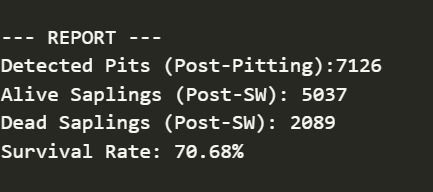 --- REPORT ---
Detected Pits (Post-Pitting):7126
Alive Saplings (Post-SW): 5037
Dead Saplings (Post-SW): 2089
Survival Rate: 70.68%